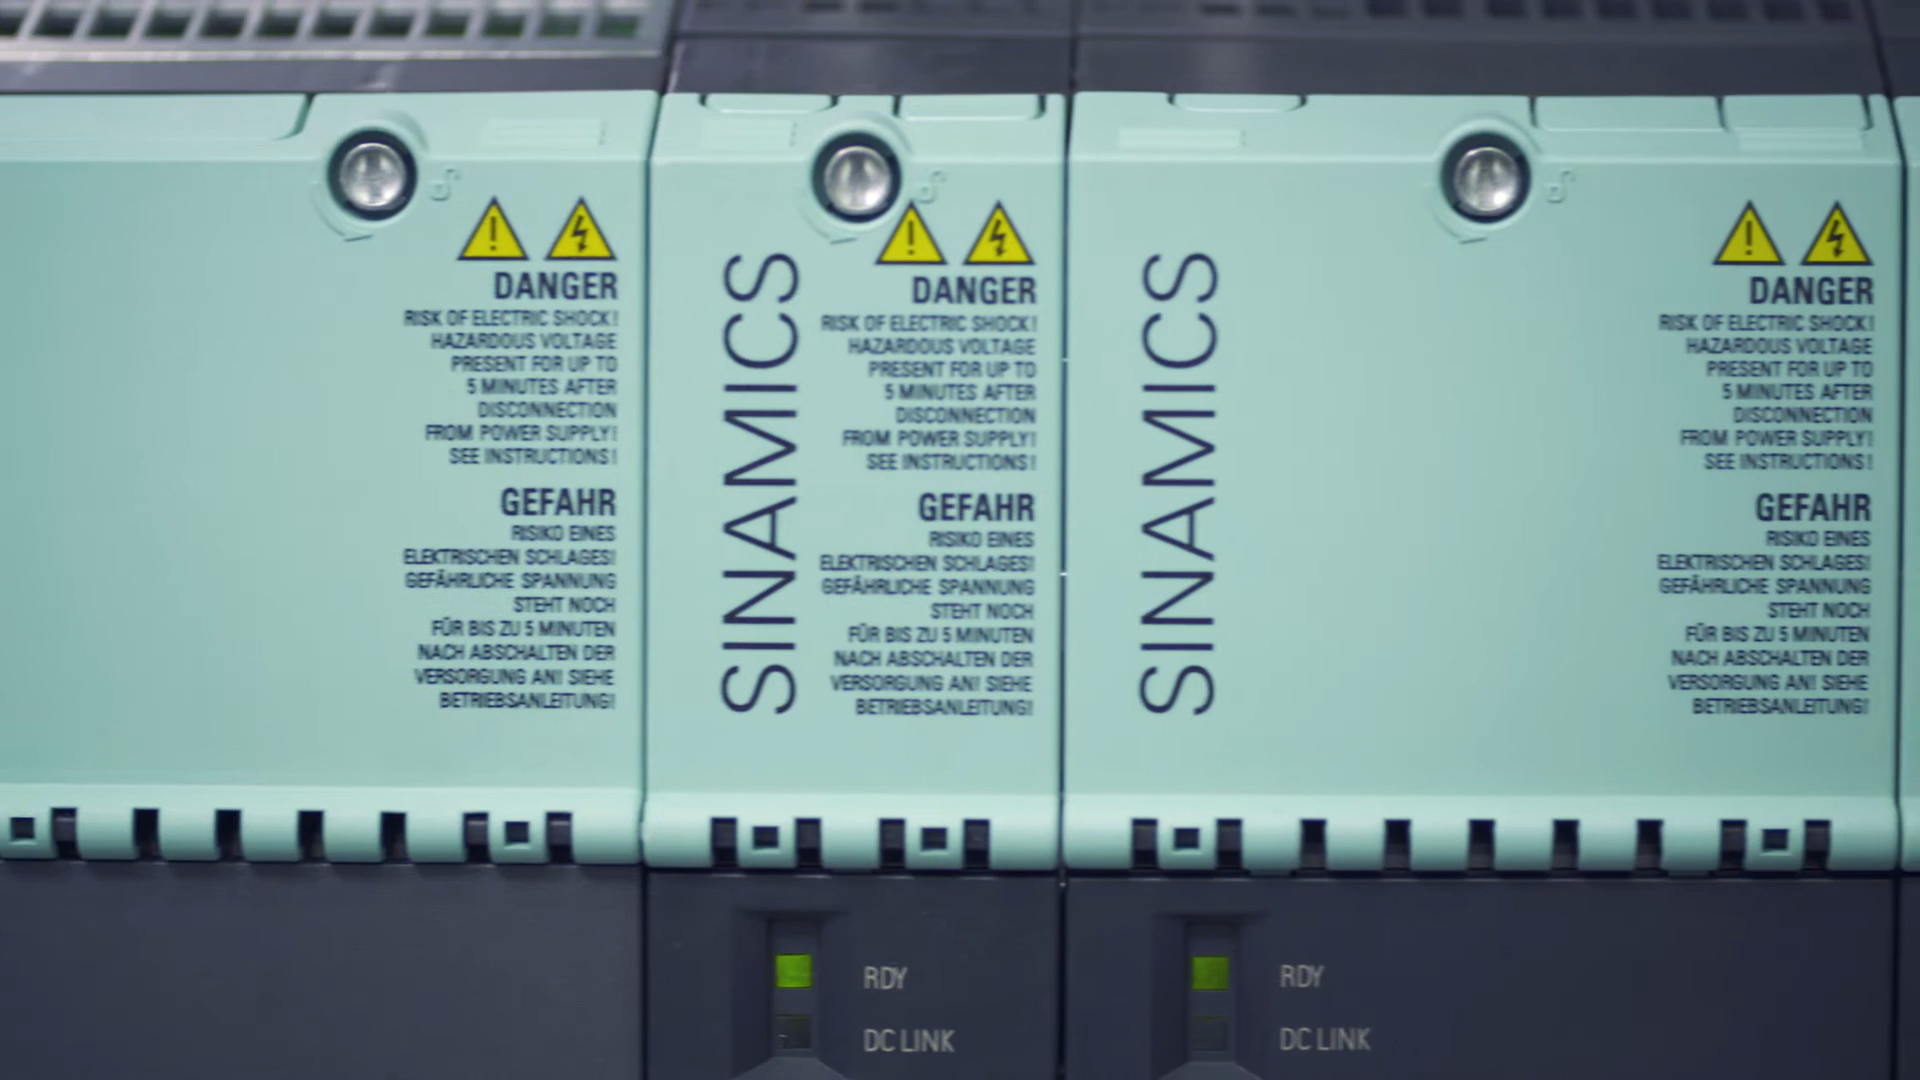 DANGER
RISK OF ELECTRIC SHOCK!
HAZARDOUS VOLTAGE
PRESENT FOR UP TO
5 MINUTES AFTER
DISCONNECTION
FROM POWER SUPPLY!
SEE INSTRUCTIONS!
GEFAHR
RISIKO EINES
ELEKTRISCHEN SCHLAGES!
GEFÄHRLICHE SPANNUNG
STEHT NOCH
FÜR BIS ZU 5 MINUTEN
NACH ABSCHALTEN DER
VERSORGUNG AN! SIEHE
BETRIEBSANLEITUNG!
SINAMICS
DANGER
RISK OF ELECTRIC SHOCK!
HAZARDOUS VOLTAGE
PRESENT FOR UP TO
5 MINUTES AFTER
DISCONNECTION
FROM POWER SUPPLY!
SEE INSTRUCTIONS!
GEFAHR
RISIKO EINES
ELEKTRISCHEN SCHLAGES!
GEFÄHRLICHE SPANNUNG
STEHT NOCH
FÜR BIS ZU 5 MINUTEN
NACH ABSCHALTEN DER
VERSORGUNG AN! SIEHE
BETRIEBSANLEITUNG!
RDY
DC LINK
SINAMICS
DANGER
RISK OF ELECTRIC SHOCK!
HAZARDOUS VOLTAGE
PRESENT FOR UP TO
5 MINUTES AFTER
DISCONNECTION
FROM POWER SUPPLY!
SEE INSTRUCTIONS!
GEFAHR
RISIKO EINES
ELEKTRISCHEN SCHLAGES!
GEFÄHRLICHE SPANNUNG
STEHT NOCH
FÜR BIS ZU 5 MINUTEN
NACH ABSCHALTEN DER
VERSORGUNG AN! SIEHE
BETRIEBSANLEITUNG!
RDY
DC LINK